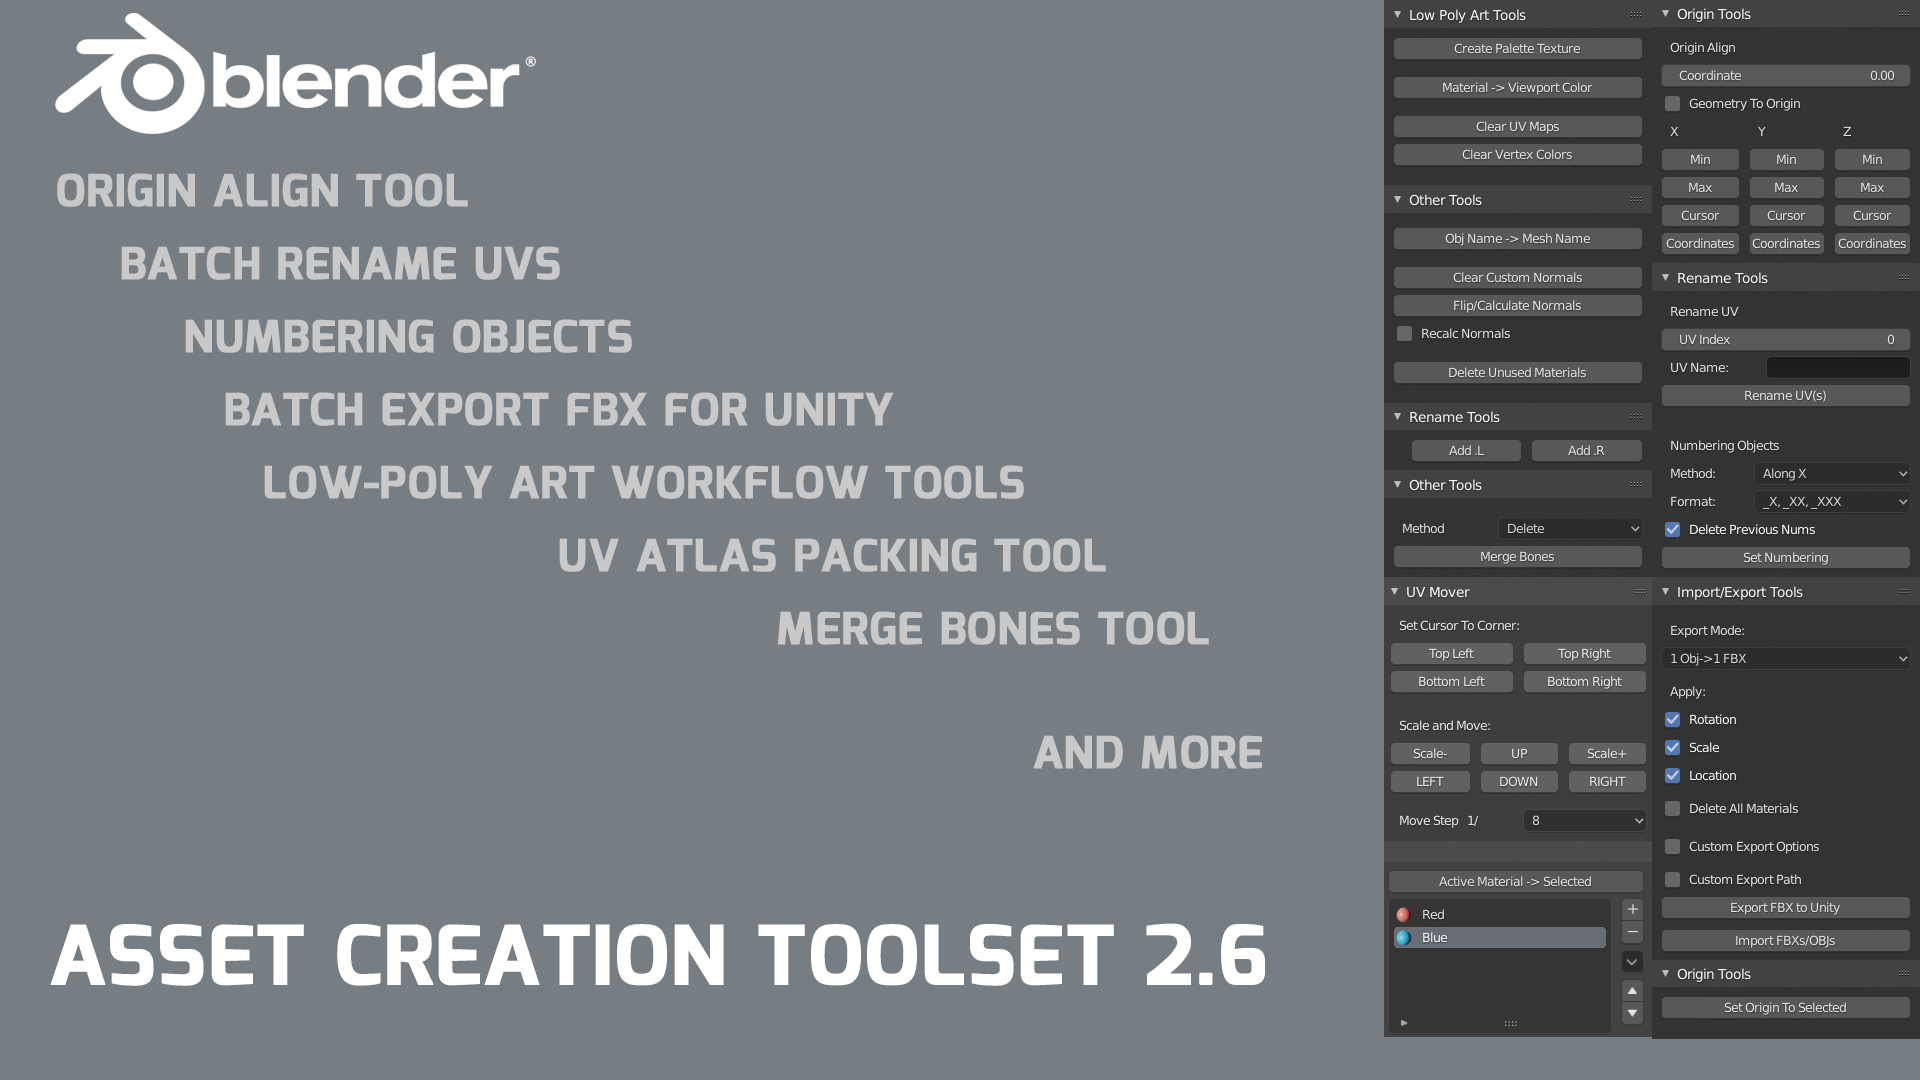 blender®
ORIGIN ALIGN TOOL
BATCH RENAME UVS
NUMBERING OBJECTS
BATCH EXPORT FBX FOR UNITY
LOW-POLY ART WORKFLOW TOOLS
UV ATLAS PACKING TOOL
MERGE BONES TOOL
AND MORE
ASSET CREATION TOOLSET 2.6
Low Poly Art Tools
Create Palette Texture
Material -> Viewport Color
Clear UV Maps
Clear Vertex Colors
Other Tools
Obj Name -> Mesh Name
Clear Custom Normals
Flip/Calculate Normals
Recalc Normals
Delete Unused Materials
Rename Tools
Add .L Add .R
Other Tools
Method Delete
Merge Bones
UV Mover
Set Cursor To Corner:
Top Left Top Right
Bottom Left Bottom Right
Scale and Move:
Scale- UP Scale+
LEFT DOWN RIGHT
Move Step 1/ 8
Active Material -> Selected
Red
Blue
Origin Tools
Origin Align
Coordinate 0.00
Geometry To Origin
X Y Z
Min Min Min
Max Max Max
Cursor Cursor Cursor
Coordinates Coordinates Coordinates
Rename Tools
Rename UV
UV Index 0
UV Name:
Rename UV(s)
Numbering Objects
Method: Along X
Format: _X, _XX, _XXX
Delete Previous Nums
Set Numbering
Import/Export Tools
Export Mode:
1 Obj->1 FBX
Apply:
Rotation
Scale
Location
Delete All Materials
Custom Export Options
Custom Export Path
Export FBX to Unity
Import FBXs/OBJs
Origin Tools
Set Origin To Selected